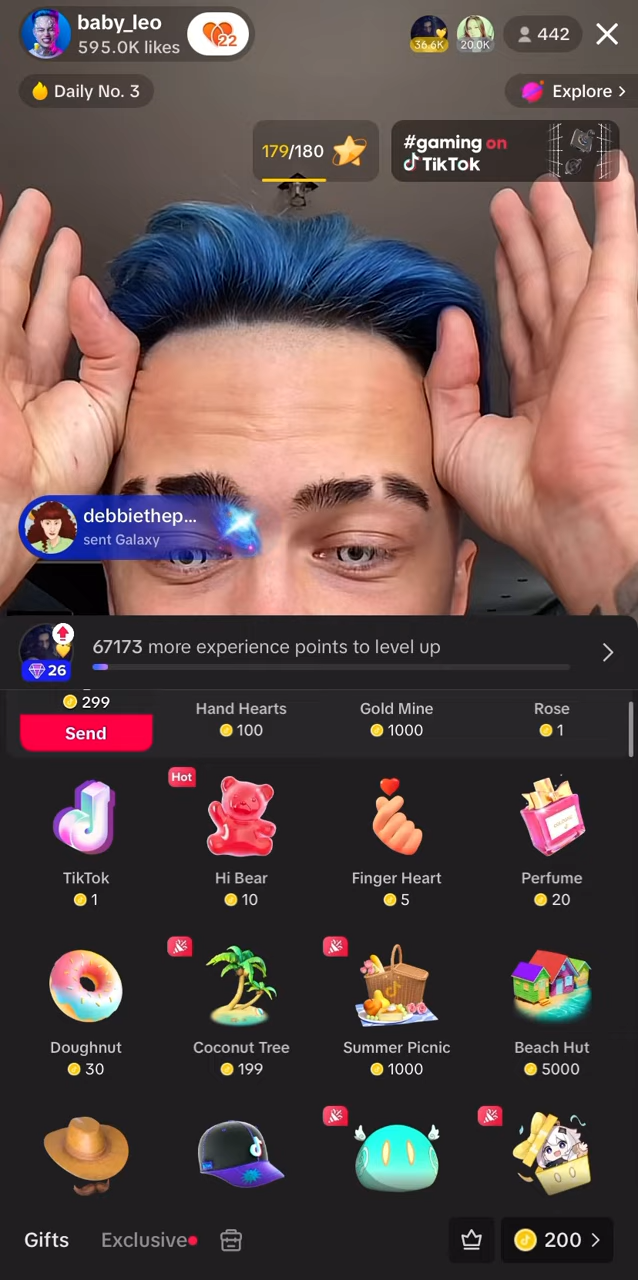 baby_leo
595.0K likes
22
36.6K
20.0K
442
Daily No. 3
Explore
179/180
#gaming on
TikTok
debbiethep...
sent Galaxy
67173 more experience points to level up
26
299
Send
Hand Hearts
100
Gold Mine
1000
Rose
1
Hot
TikTok
1
Hi Bear
10
Finger Heart
5
Perfume
20
Doughnut
30
Coconut Tree
199
Summer Picnic
1000
Beach Hut
5000
Gifts
Exclusive
200